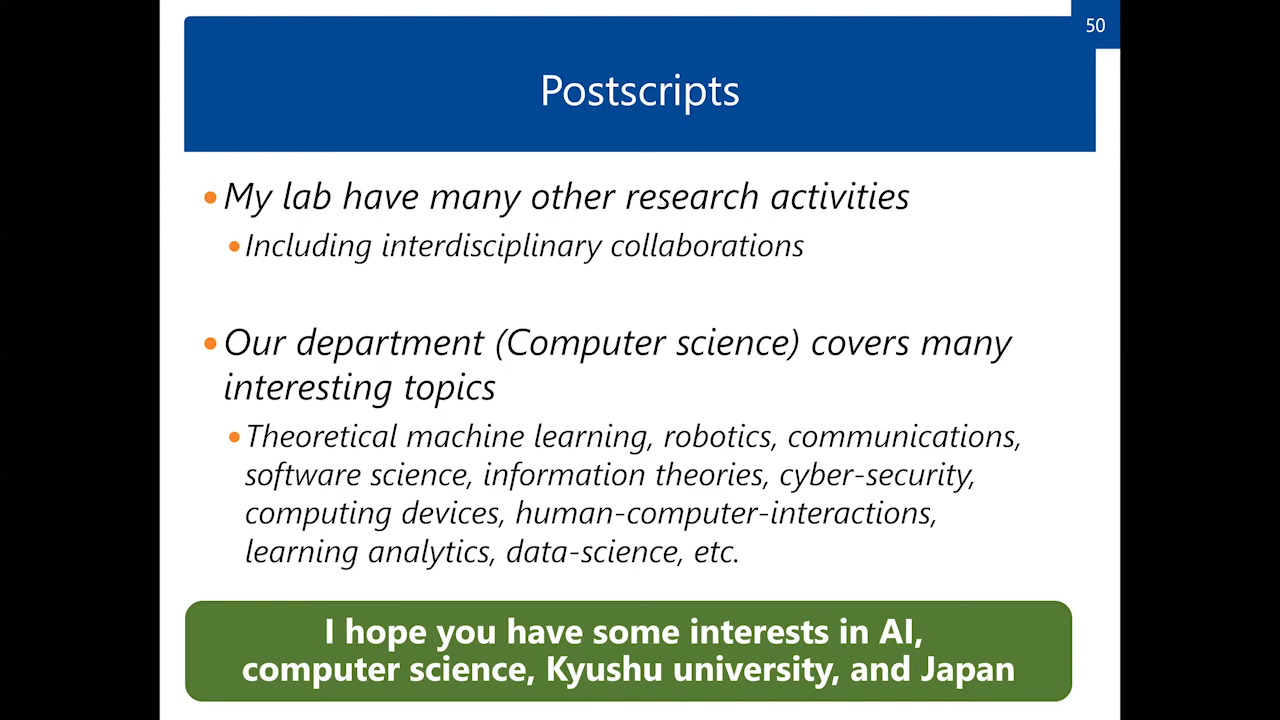 50
Postscripts
My lab have many other research activities
Including interdisciplinary collaborations
Our department (Computer science) covers many
interesting topics
Theoretical machine learning, robotics, communications,
software science, information theories, cyber-security,
computing devices, human-computer-interactions,
learning analytics, data-science, etc.
I hope you have some interests in AI,
computer science, Kyushu university, and Japan